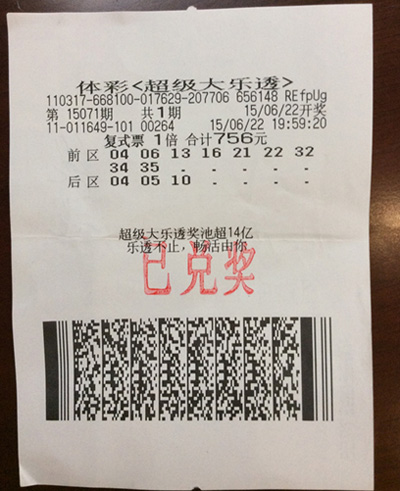 体彩<超级大乐透>
110317-668100-017629-207706 656148 REfpUg
第 15071期 共1期 15/06/22开奖
11-011649-101 00264 15/06/22 19:59:20
复式票 1倍 合计756元
前区 04 06 13 16 21 22 32
34 35 . . . . .
后区 04 05 10 . . . .
超级大乐透奖池超14亿
乐透不止，畅活由你
已兑奖